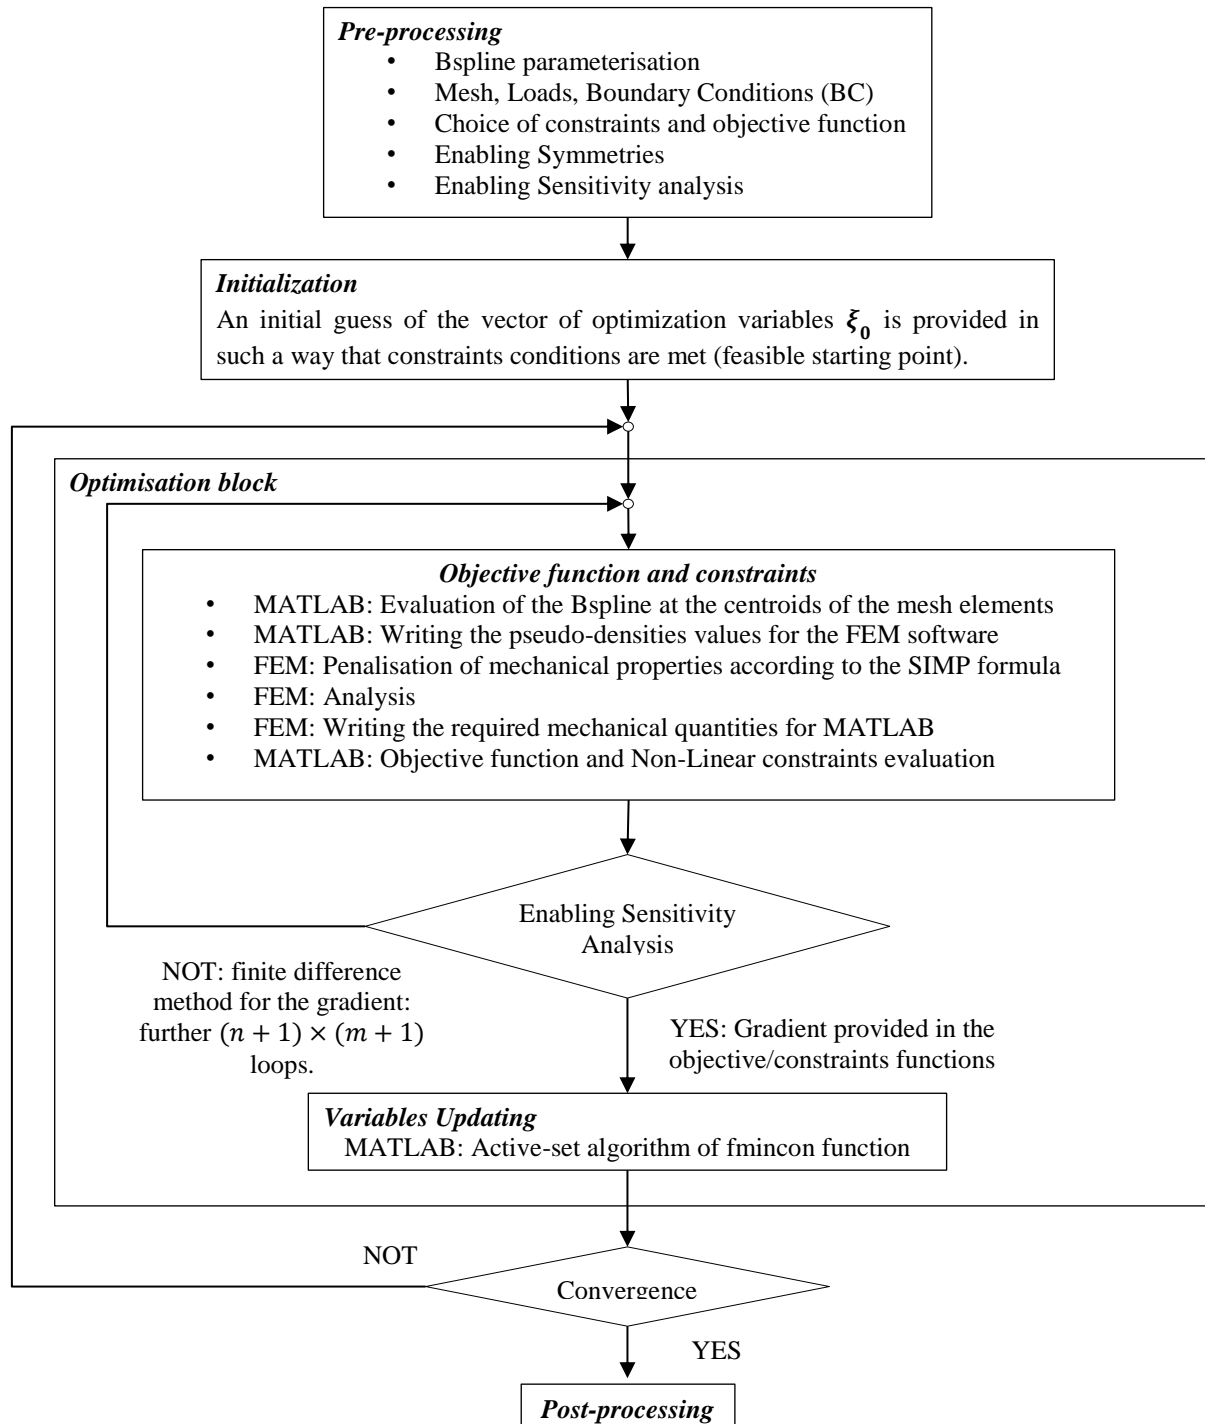 Pre-processing
• Bspline parameterisation
• Mesh, Loads, Boundary Conditions (BC)
• Choice of constraints and objective function
• Enabling Symmetries
• Enabling Sensitivity analysis
Initialization
An initial guess of the vector of optimization variables ξ₀ is provided in
such a way that constraints conditions are met (feasible starting point).
Optimisation block
Objective function and constraints
• MATLAB: Evaluation of the Bspline at the centroids of the mesh elements
• MATLAB: Writing the pseudo-densities values for the FEM software
• FEM: Penalisation of mechanical properties according to the SIMP formula
• FEM: Analysis
• FEM: Writing the required mechanical quantities for MATLAB
• MATLAB: Objective function and Non-Linear constraints evaluation
Enabling Sensitivity
Analysis
NOT: finite difference
method for the gradient:
further (n + 1) × (m + 1)
loops.
YES: Gradient provided in the
objective/constraints functions
Variables Updating
MATLAB: Active-set algorithm of fmincon function
NOT
Convergence
YES
Post-processing